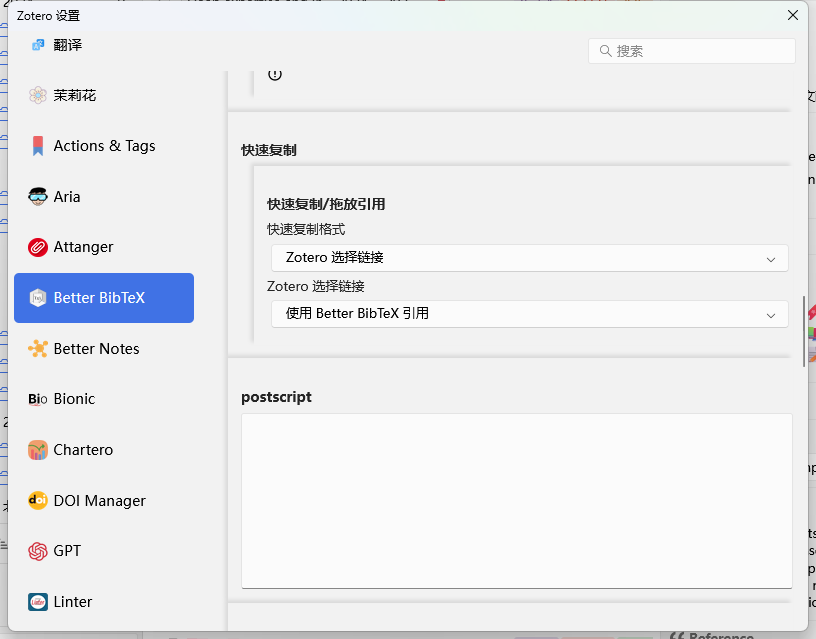 Zotero 设置
翻译
搜索
茉莉花
Actions & Tags
Aria
Attanger
Better BibTeX
Better Notes
Bionic
Chartero
DOI Manager
GPT
Linter
快速复制
快速复制/拖放引用
快速复制格式
Zotero 选择链接
Zotero 选择链接
使用 Better BibTeX 引用
postscript
Reference